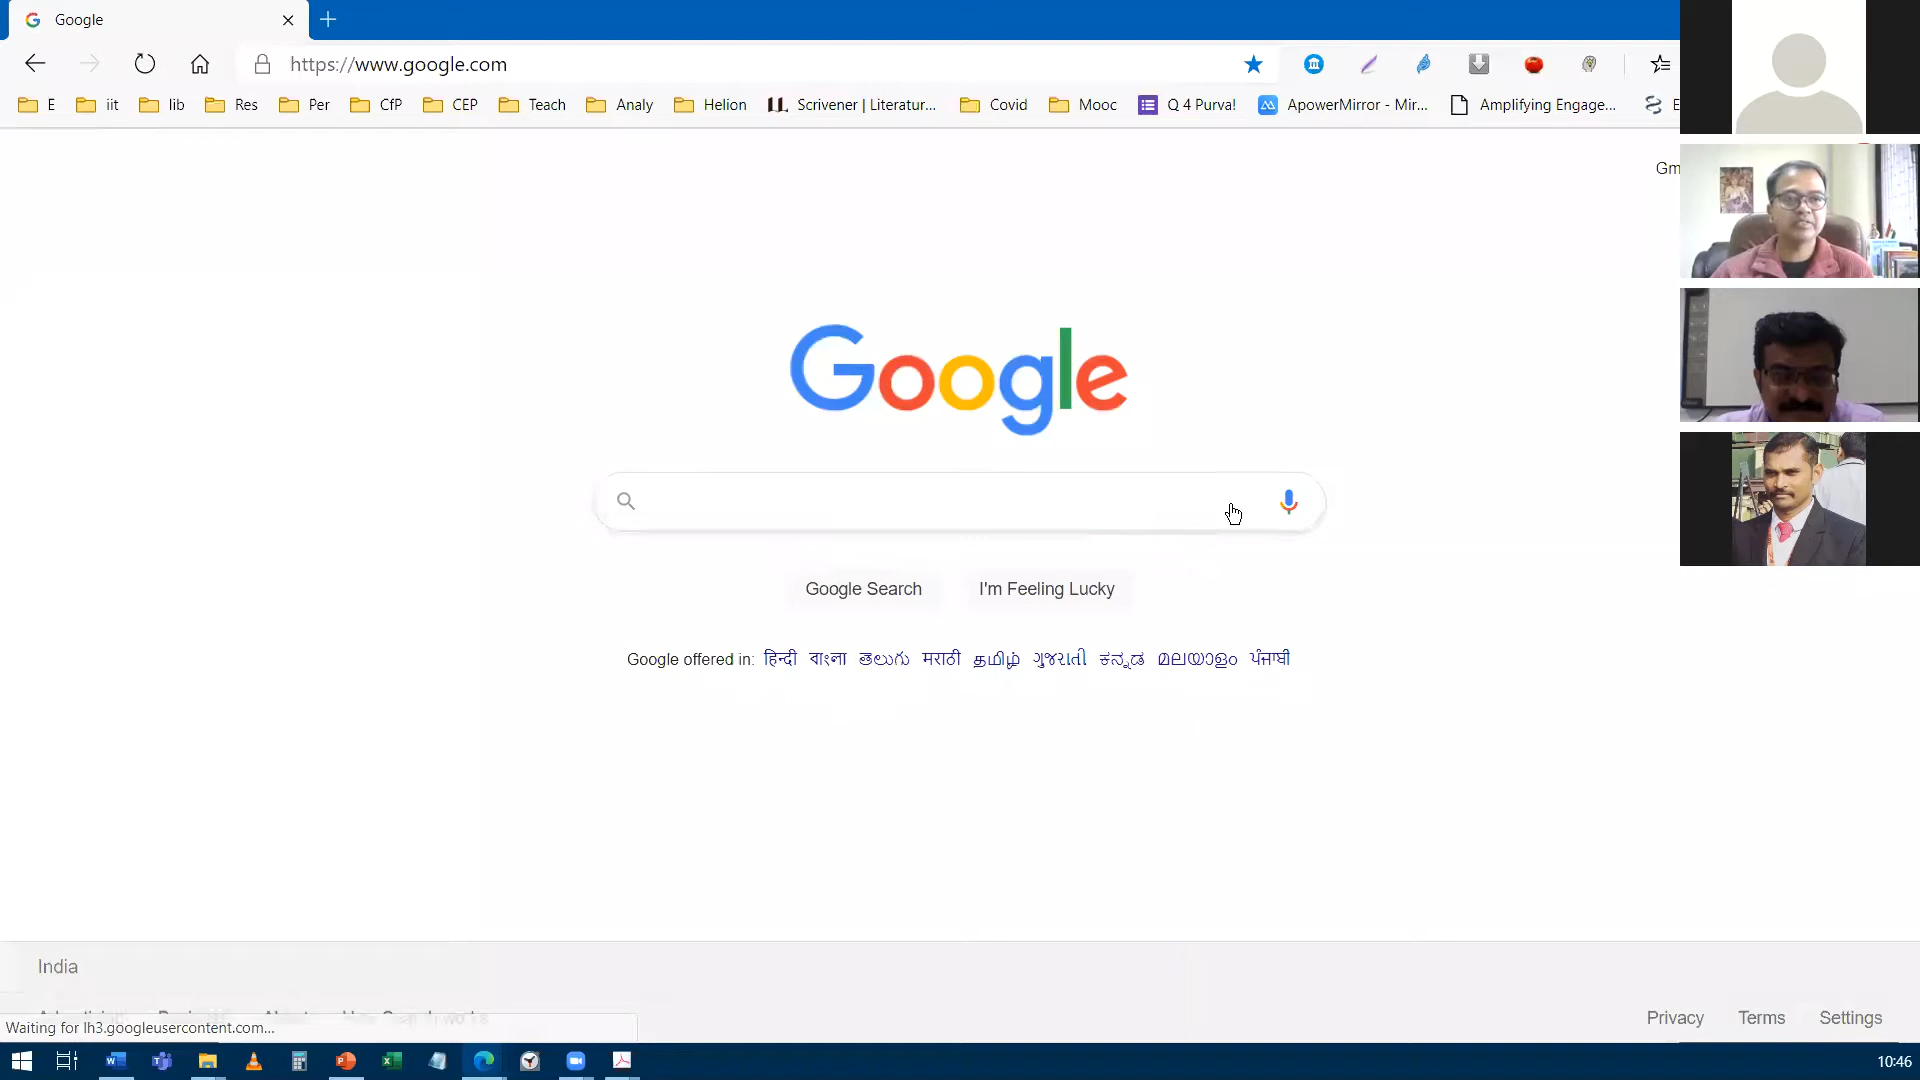 Google
https://www.google.com
E iit lib Res Per CfP CEP Teach Analy Helion Scrivener | Literatur... Covid Mooc Q 4 Purva! ApowerMirror - Mir... Amplifying Engage... E
Gm
Google
Google Search I'm Feeling Lucky
Google offered in: हिन्दी বাংলা తెలుగు मराठी தமிழ் ગુજરાતી ಕನ್ನಡ മലയാളം ਪੰਜਾਬੀ
India
Privacy Terms Settings
Waiting for lh3.googleusercontent.com...
10:46